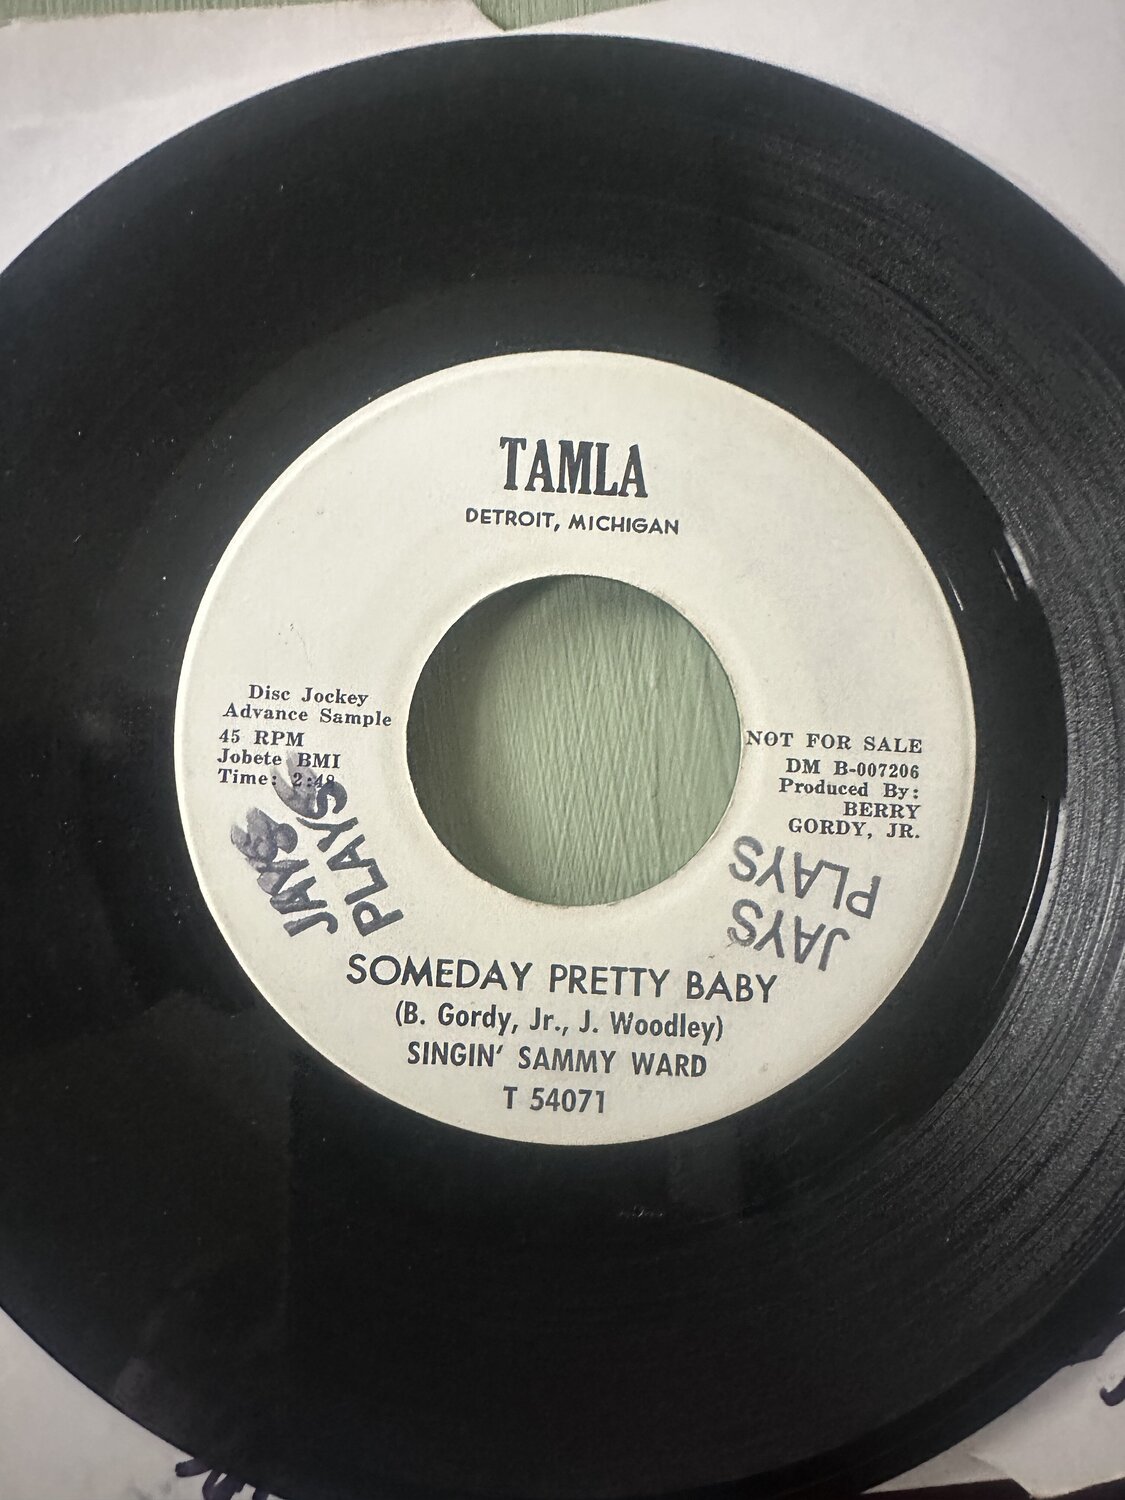 TAMLA
DETROIT, MICHIGAN
Disc Jockey
Advance Sample
45 RPM
Jobete BMI
Time: 2:48
NOT FOR SALE
DM B-007206
Produced By:
BERRY
GORDY, JR.
JAYS
PLAYS
JAYS
PLAYS
SOMEDAY PRETTY BABY
(B. Gordy, Jr., J. Woodley)
SINGIN' SAMMY WARD
T 54071